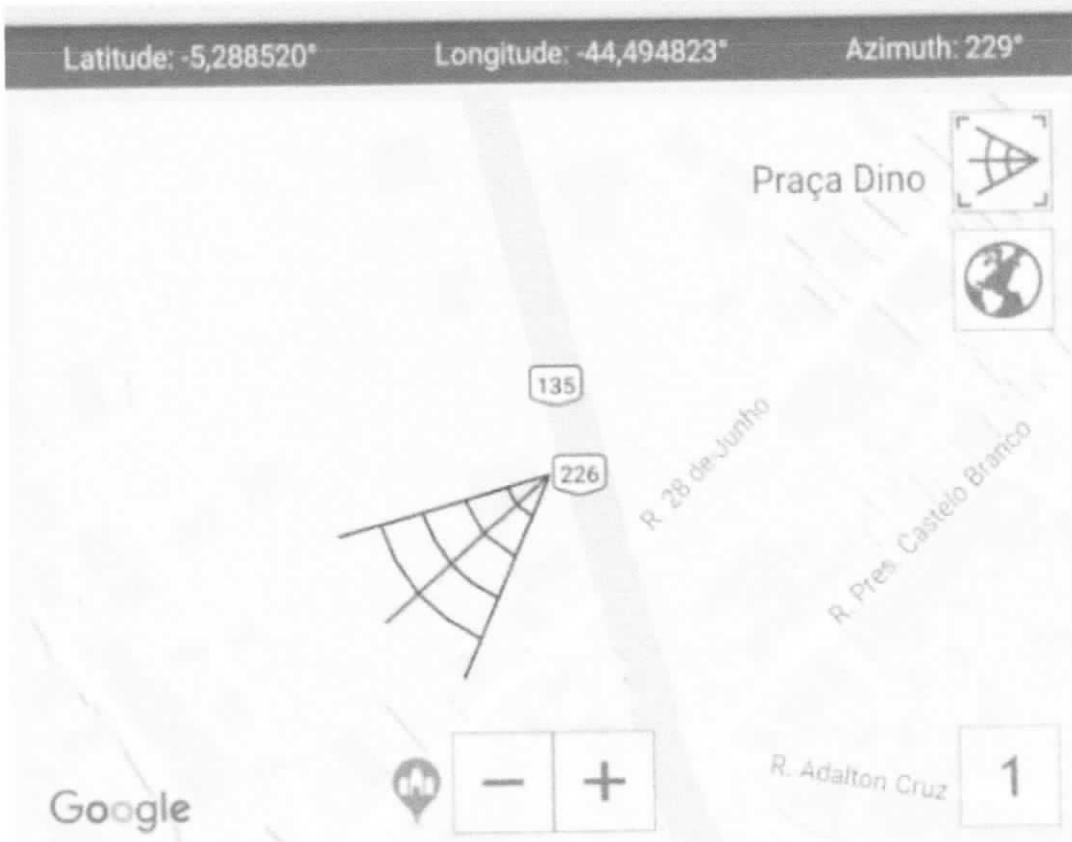 Latitude: -5,288520° Longitude: -44,494823° Azimuth: 229°
Praça Dino
135
226
R. 28 de Junho
R. Pres. Castelo Branco
R. Adalton Cruz
Google
− +
1